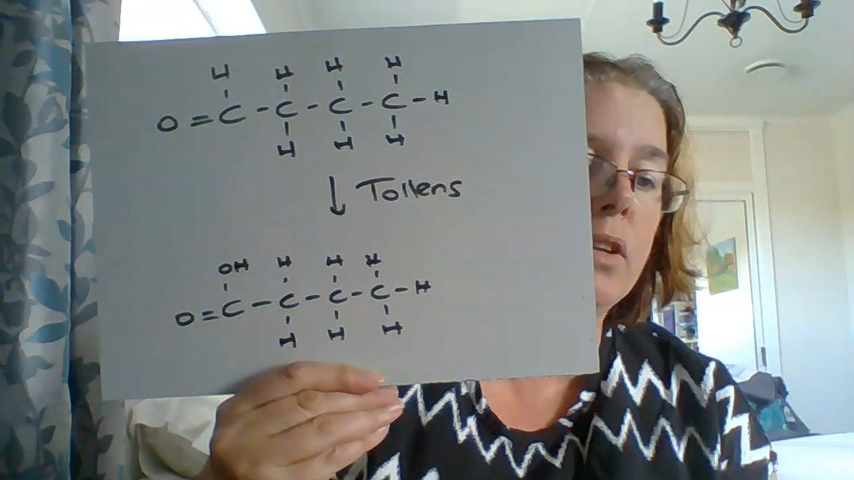 H H H H
O=C-C-C-C-H
H H H
↓ Tollens
OH H H H
O=C-C-C-C-H
H H H